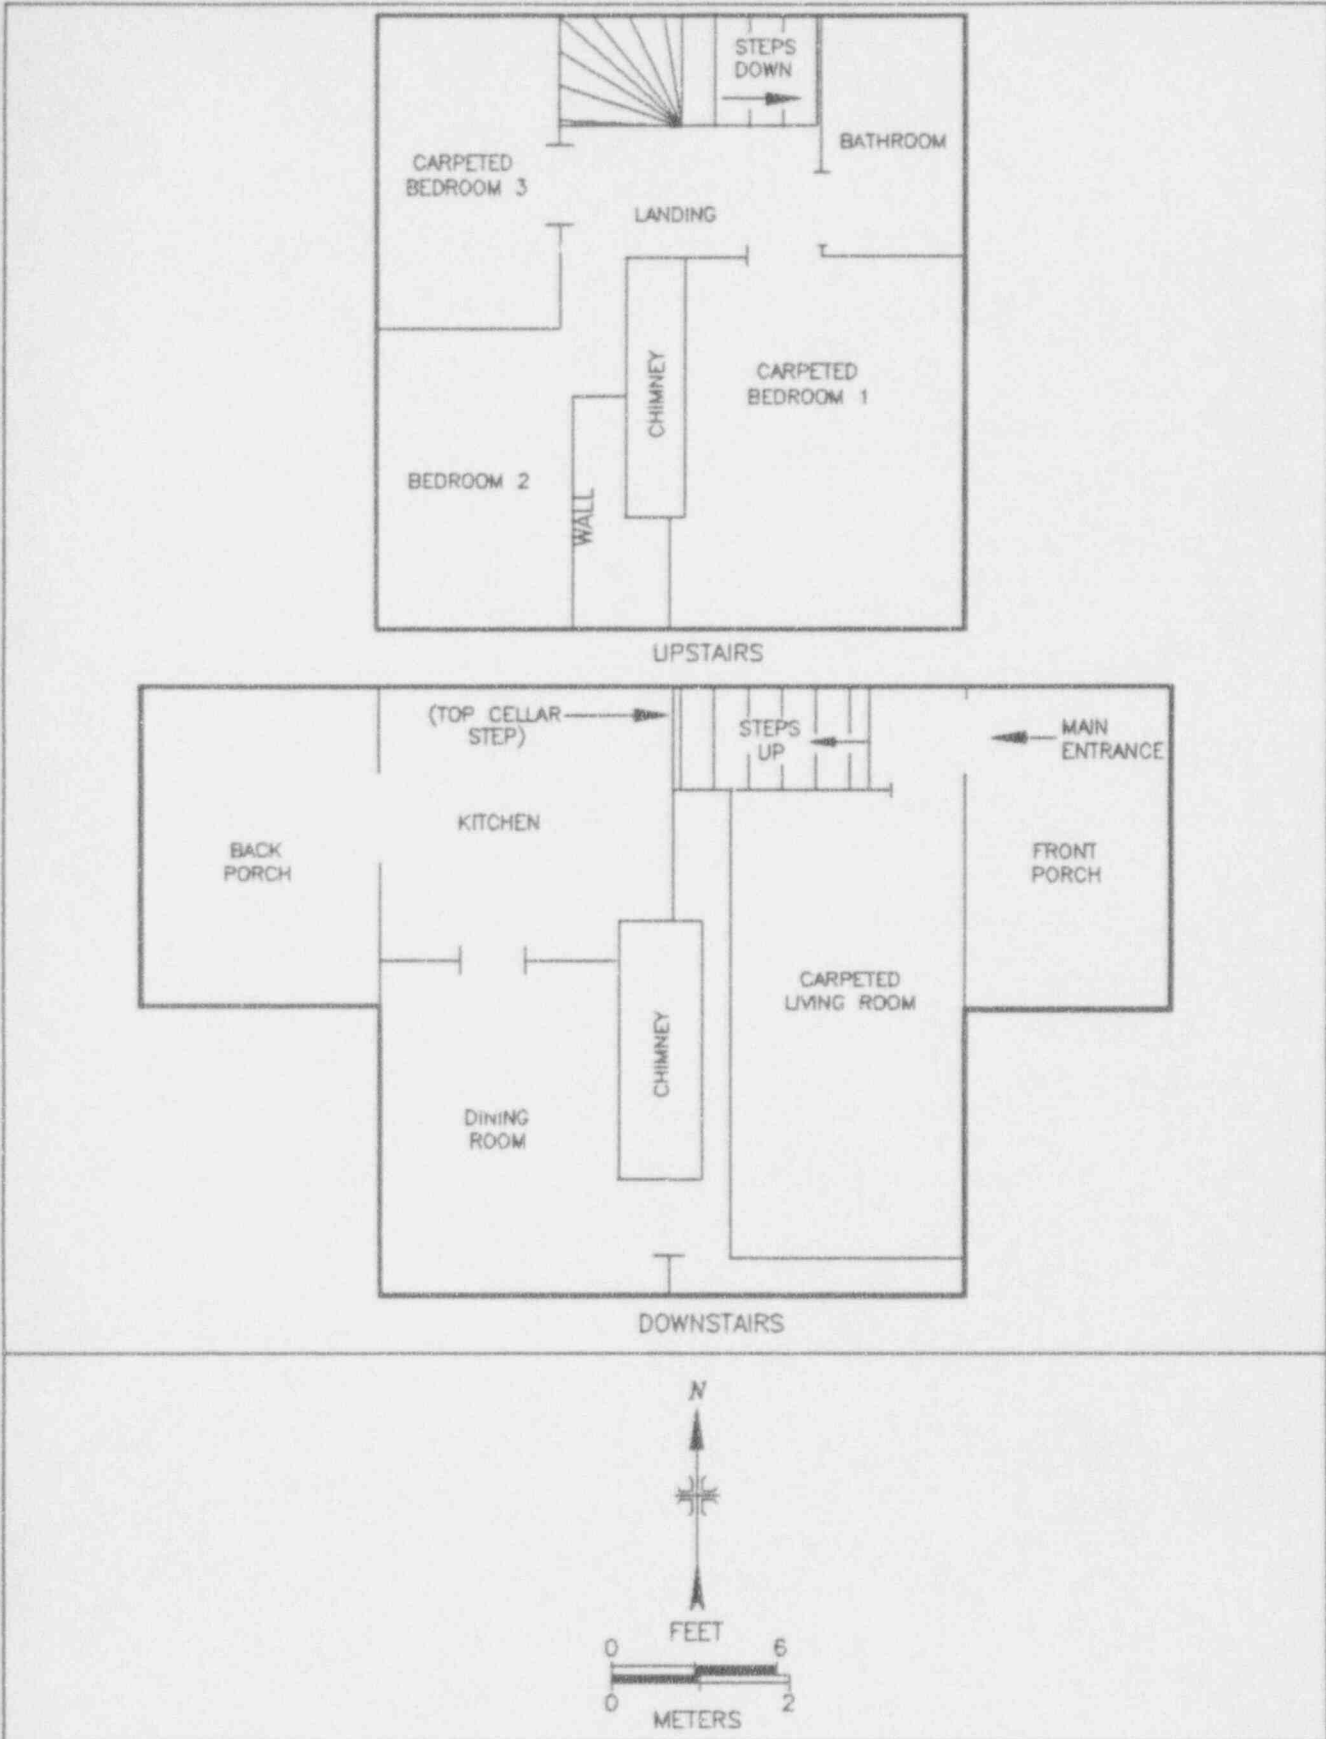 STEPS
DOWN
BATHROOM
CARPETED
BEDROOM 3
LANDING
CHIMNEY
CARPETED
BEDROOM 1
BEDROOM 2
WALL
UPSTAIRS
(TOP CELLAR
STEP)
STEPS
UP
MAIN
ENTRANCE
KITCHEN
BACK
PORCH
FRONT
PORCH
CARPETED
LIVING ROOM
CHIMNEY
DINING
ROOM
DOWNSTAIRS
N
FEET
0 6
0 2
METERS